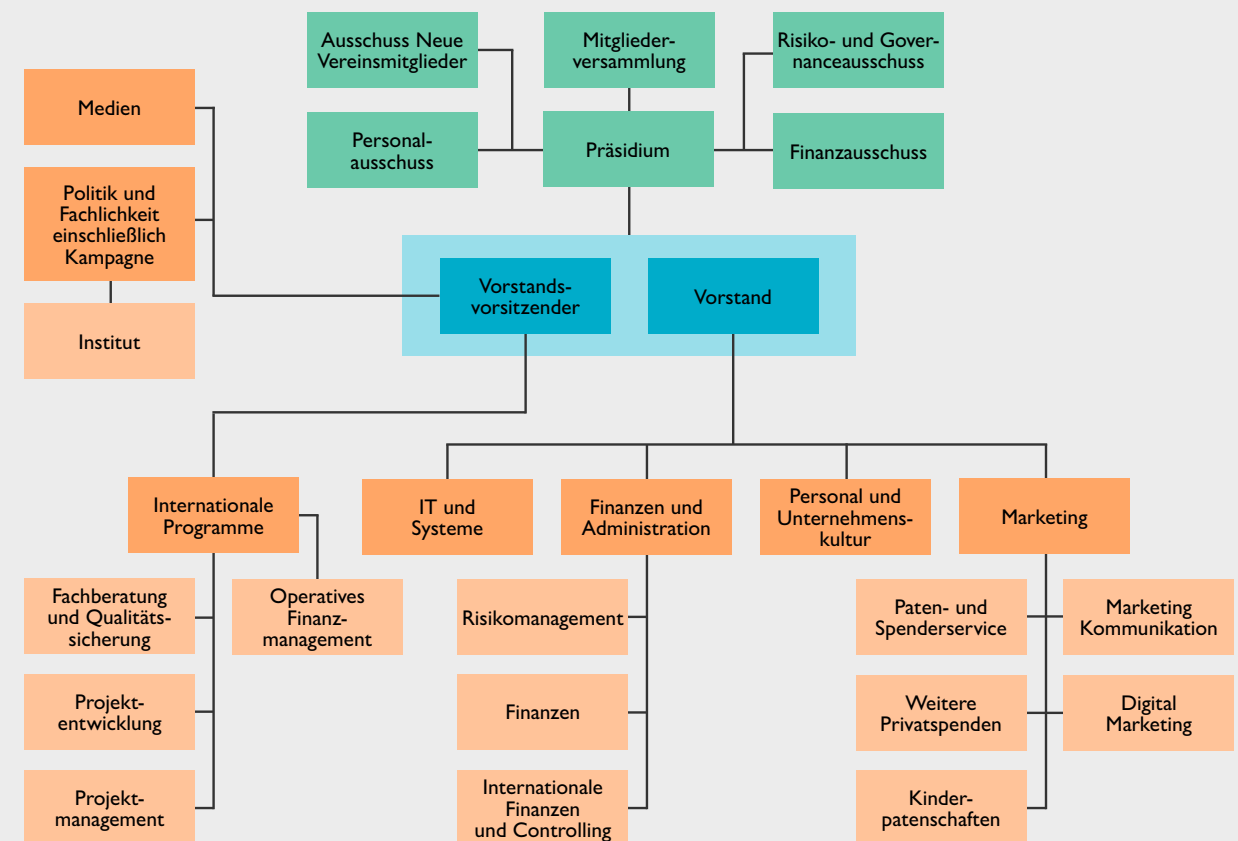 Ausschuss Neue
Vereinsmitglieder
Mitglieder-
versammlung
Risiko- und Gover-
nanceausschuss
Medien
Personal-
ausschuss
Präsidium
Finanzausschuss
Politik und
Fachlichkeit
einschließlich
Kampagne
Institut
Vorstands-
vorsitzender
Vorstand
Internationale
Programme
IT und
Systeme
Finanzen und
Administration
Personal und
Unternehmens-
kultur
Marketing
Fachberatung
und Qualitäts-
sicherung
Operatives
Finanz-
management
Risikomanagement
Paten- und
Spenderservice
Marketing
Kommunikation
Projekt-
entwicklung
Finanzen
Weitere
Privatspenden
Digital
Marketing
Projekt-
management
Internationale
Finanzen
und Controlling
Kinder-
patenschaften